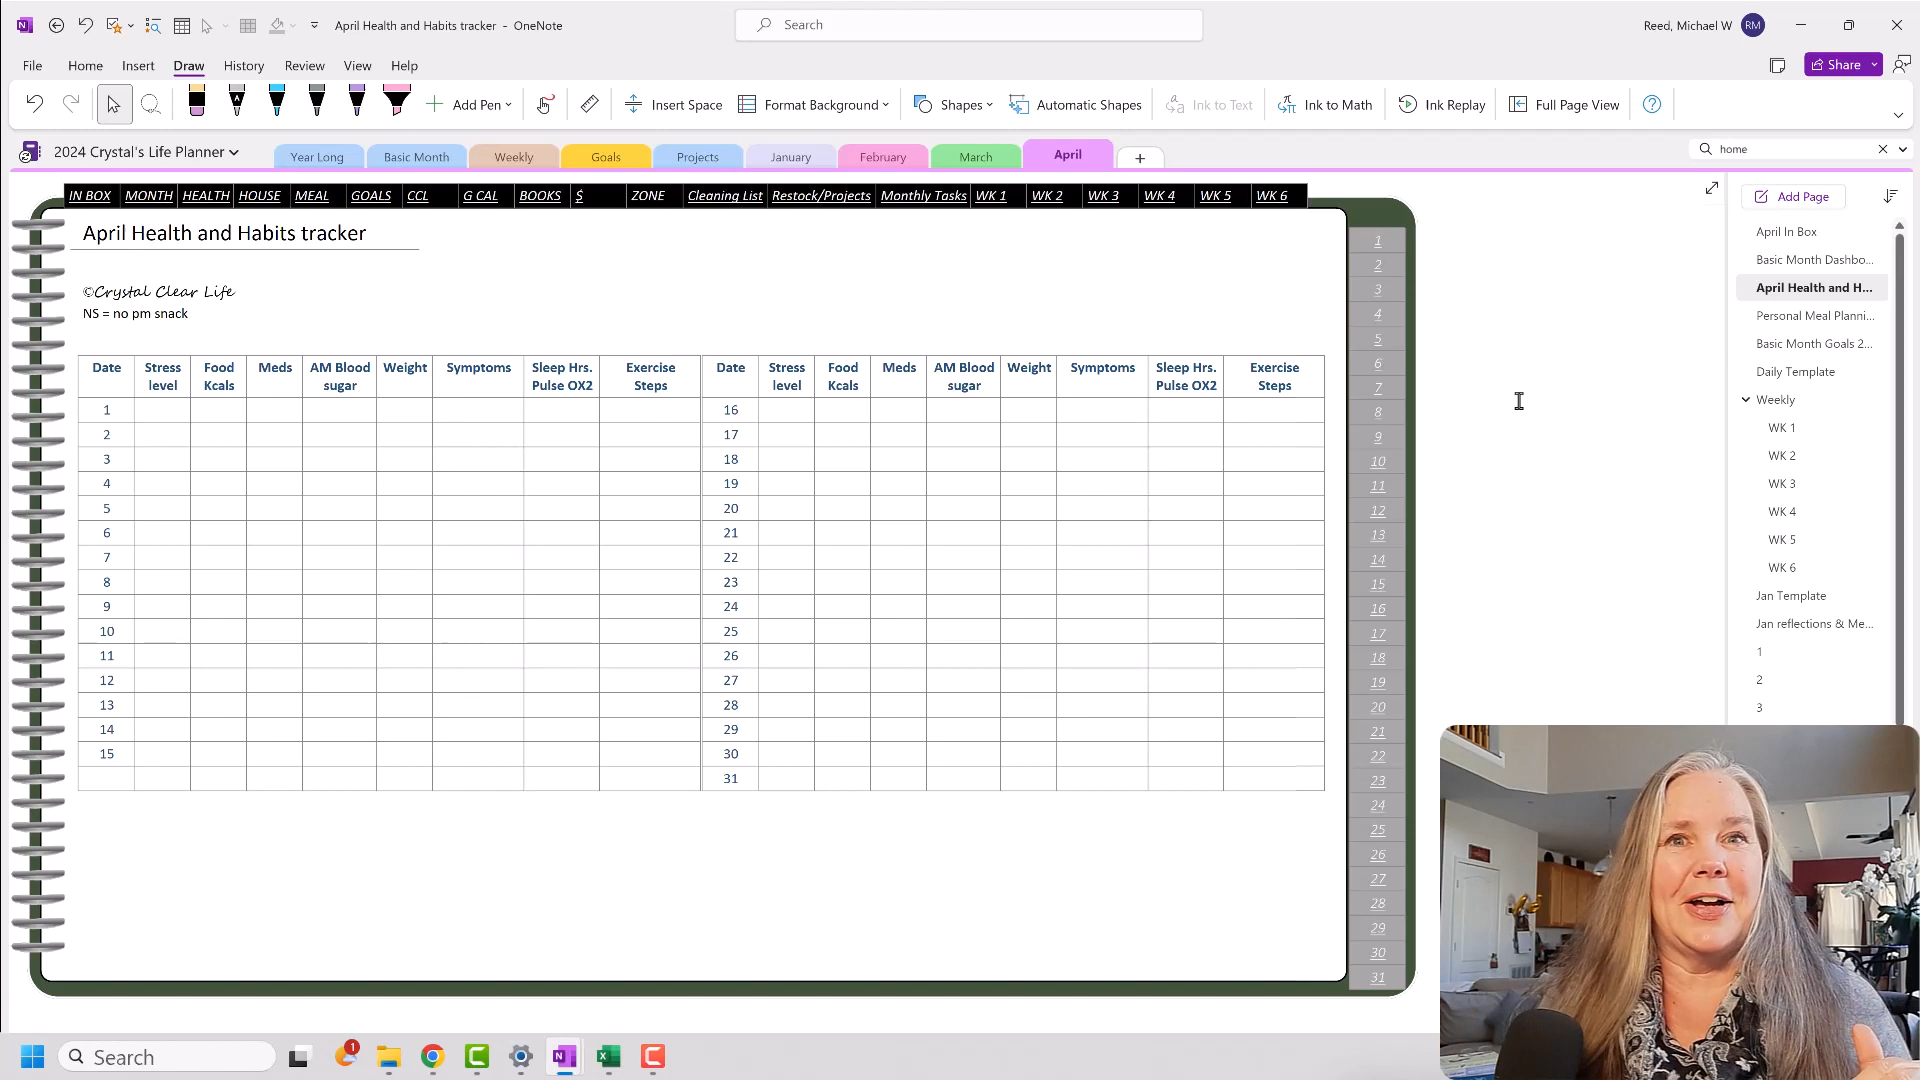 April Health and Habits tracker - OneNote
Search
Reed, Michael W
RM
File Home Insert Draw History Review View Help
Share
Add Pen
Insert Space
Format Background
Shapes
Automatic Shapes
Ink to Text
Ink to Math
Ink Replay
Full Page View
2024 Crystal's Life Planner
Year Long
Basic Month
Weekly
Goals
Projects
January
February
March
April
home
IN BOX MONTH HEALTH HOUSE MEAL GOALS CCL G CAL BOOKS $ ZONE Cleaning List Restock/Projects Monthly Tasks WK 1 WK 2 WK 3 WK 4 WK 5 WK 6
April Health and Habits tracker
©Crystal Clear Life
NS = no pm snack
Date Stress level Food Kcals Meds AM Blood sugar Weight Symptoms Sleep Hrs. Pulse OX2 Exercise Steps Date Stress level Food Kcals Meds AM Blood sugar Weight Symptoms Sleep Hrs. Pulse OX2 Exercise Steps
1 16
2 17
3 18
4 19
5 20
6 21
7 22
8 23
9 24
10 25
11 26
12 27
13 28
14 29
15 30
31
1
2
3
4
5
6
7
8
9
10
11
12
13
14
15
16
17
18
19
20
21
22
23
24
25
26
27
28
29
30
31
Add Page
April In Box
Basic Month Dashbo...
April Health and H...
Personal Meal Planni...
Basic Month Goals 2...
Daily Template
Weekly
WK 1
WK 2
WK 3
WK 4
WK 5
WK 6
Jan Template
Jan reflections & Me...
1
2
3
Search
1